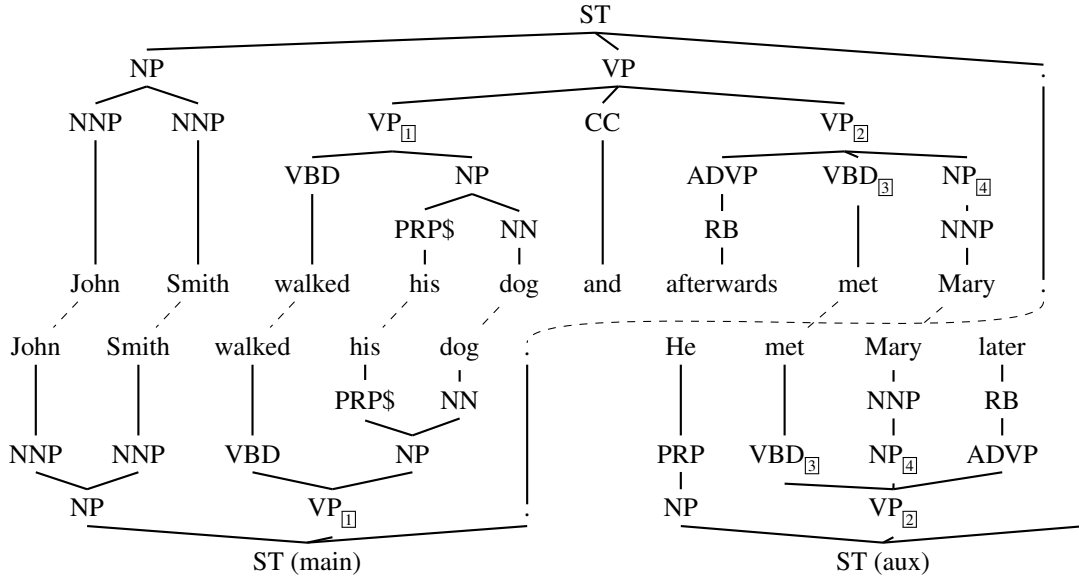 ST
NP VP .
NNP NNP VP1 CC VP2
VBD NP ADVP VBD3 NP4
PRP$ NN RB NNP
John Smith walked his dog and afterwards met Mary .
John Smith walked his dog . He met Mary later
PRP$ NN NNP RB
NNP NNP VBD NP PRP VBD3 NP4 ADVP
NP VP1 . NP VP2
ST (main) ST (aux)